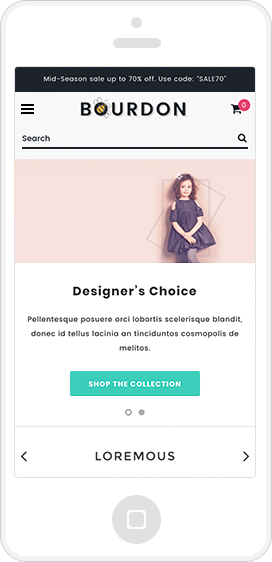 Mid-Season sale up to 70% off. Use code: "SALE70"
BOURDON
0
Search
Designer's Choice
Pellentesque posuere orci lobortis scelerisque blandit,
donec id tellus lacinia an tinciduntos cosmopolis de
melitos.
SHOP THE COLLECTION
LOREMOUS